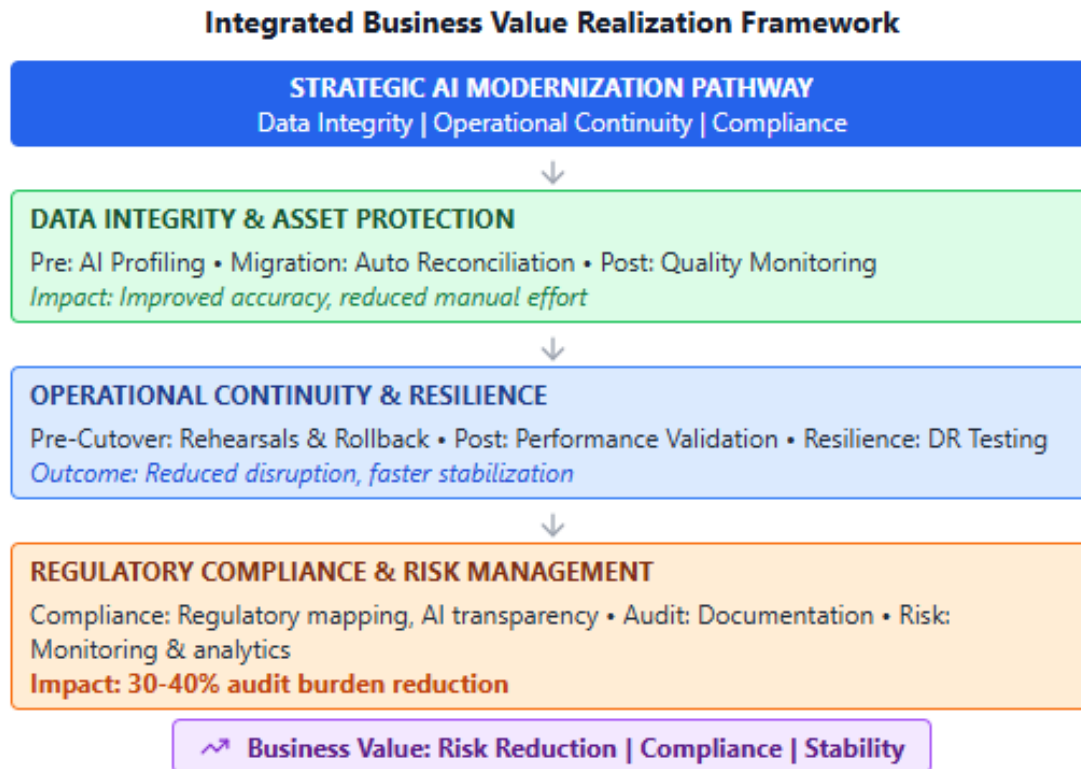 Integrated Business Value Realization Framework
STRATEGIC AI MODERNIZATION PATHWAY
Data Integrity | Operational Continuity | Compliance
DATA INTEGRITY & ASSET PROTECTION
Pre: AI Profiling • Migration: Auto Reconciliation • Post: Quality Monitoring
Impact: Improved accuracy, reduced manual effort
OPERATIONAL CONTINUITY & RESILIENCE
Pre-Cutover: Rehearsals & Rollback • Post: Performance Validation • Resilience: DR Testing
Outcome: Reduced disruption, faster stabilization
REGULATORY COMPLIANCE & RISK MANAGEMENT
Compliance: Regulatory mapping, AI transparency • Audit: Documentation • Risk:
Monitoring & analytics
Impact: 30-40% audit burden reduction
Business Value: Risk Reduction | Compliance | Stability